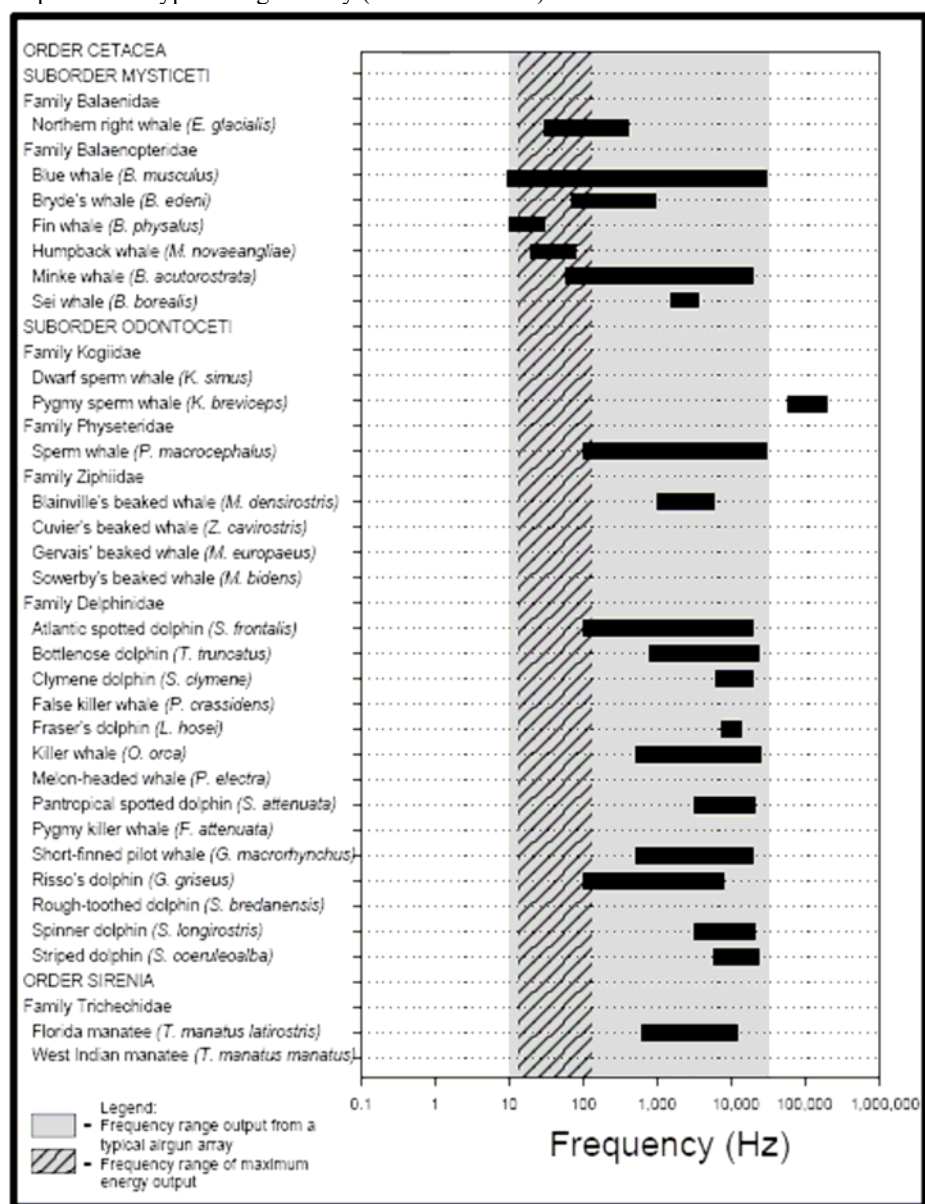 ORDER CETACEA
SUBORDER MYSTICETI
Family Balaenidae
Northern right whale (E. glacialis)
Family Balaenopteridae
Blue whale (B. musculus)
Bryde's whale (B. edeni)
Fin whale (B. physalus)
Humpback whale (M. novaeangliae)
Minke whale (B. acutorostrata)
Sei whale (B. borealis)
SUBORDER ODONTOCETI
Family Kogiidae
Dwarf sperm whale (K. simus)
Pygmy sperm whale (K. breviceps)
Family Physeteridae
Sperm whale (P. macrocephalus)
Family Ziphiidae
Blainville's beaked whale (M. densirostris)
Cuvier's beaked whale (Z. cavirostris)
Gervais' beaked whale (M. europaeus)
Sowerby's beaked whale (M. bidens)
Family Delphinidae
Atlantic spotted dolphin (S. frontalis)
Bottlenose dolphin (T. truncatus)
Clymene dolphin (S. clymene)
False killer whale (P. crassidens)
Fraser's dolphin (L. hosei)
Killer whale (O. orca)
Melon-headed whale (P. electra)
Pantropical spotted dolphin (S. attenuata)
Pygmy killer whale (F. attenuata)
Short-finned pilot whale (G. macrorhynchus)
Risso's dolphin (G. griseus)
Rough-toothed dolphin (S. bredanensis)
Spinner dolphin (S. longirostris)
Striped dolphin (S. coeruleoalba)
ORDER SIRENIA
Family Trichechidae
Florida manatee (T. manatus latirostris)
West Indian manatee (T. manatus manatus)
0.1 1 10 100 1,000 10,000 100,000 1,000,000
Frequency (Hz)
Legend:
- Frequency range output from a
typical airgun array
- Frequency range of maximum
energy output